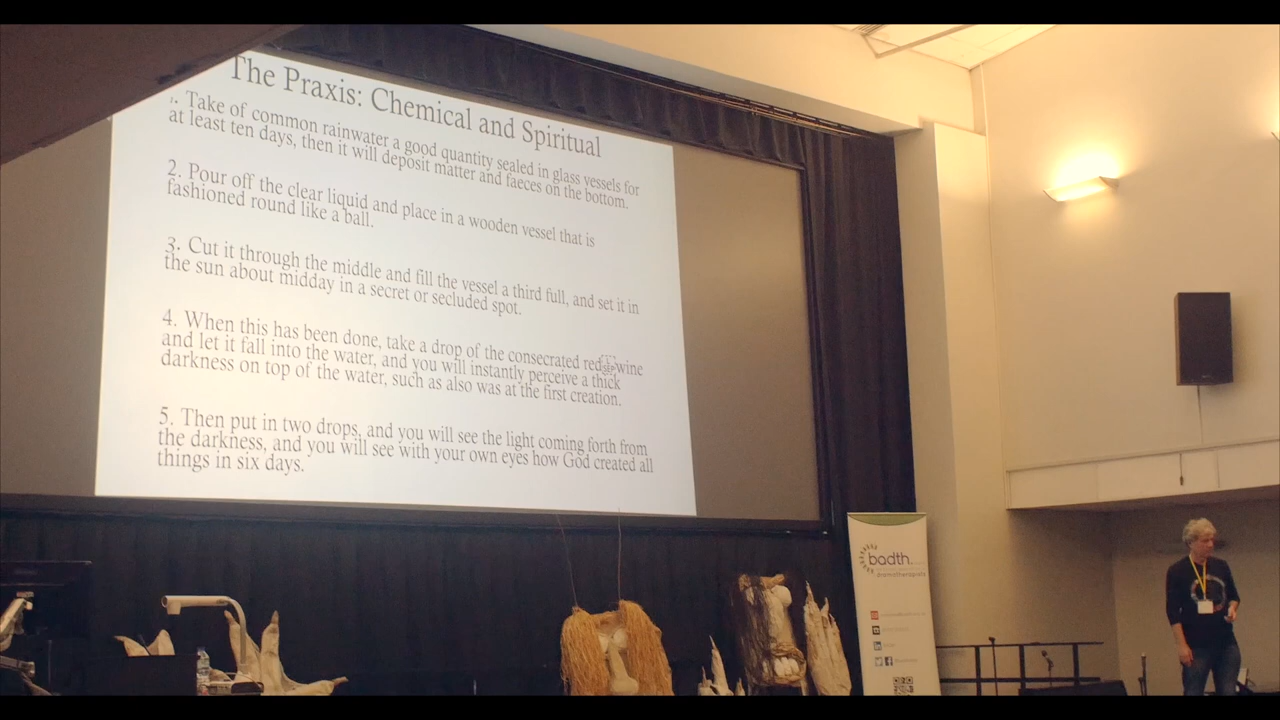 The Praxis: Chemical and Spiritual
1. Take of common rainwater a good quantity sealed in glass vessels for
at least ten days, then it will deposit matter and faeces on the bottom.
2. Pour off the clear liquid and place in a wooden vessel that is
fashioned round like a ball.
3. Cut it through the middle and fill the vessel a third full, and set it in
the sun about midday in a secret or secluded spot.
4. When this has been done, take a drop of the consecrated red wine
and let it fall into the water, and you will instantly perceive a thick
darkness on top of the water, such as also was at the first creation.
5. Then put in two drops, and you will see the light coming forth from
the darkness, and you will see with your own eyes how God created all
things in six days.
badth
dramatherapists